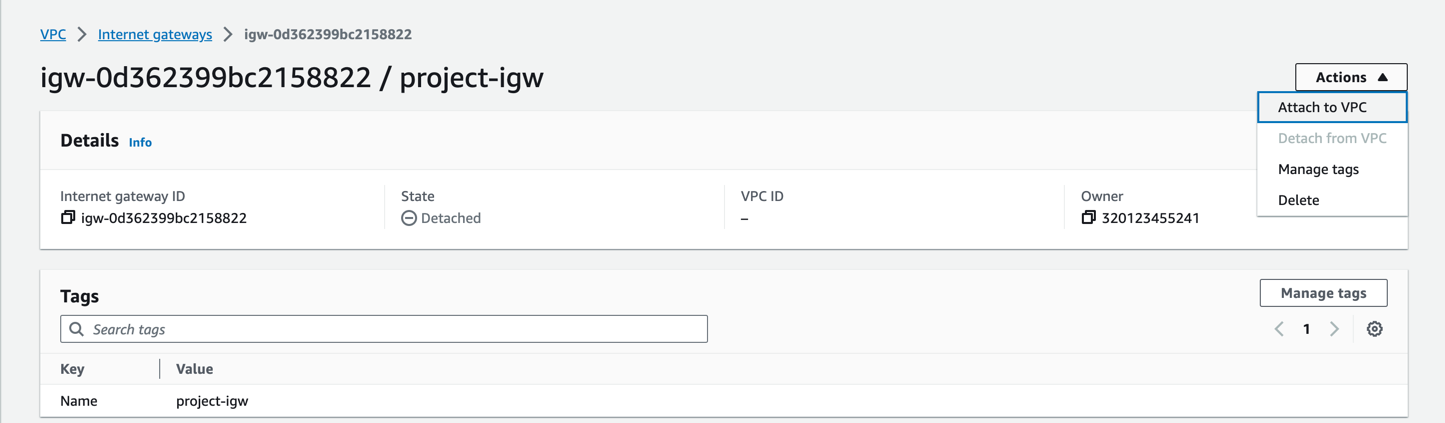 VPC > Internet gateways > igw-0d362399bc2158822
igw-0d362399bc2158822 / project-igw
Actions
Attach to VPC
Detach from VPC
Manage tags
Delete
Details Info
Internet gateway ID
igw-0d362399bc2158822
State
Detached
VPC ID
–
Owner
320123455241
Tags
Manage tags
Search tags
1
Key Value
Name project-igw